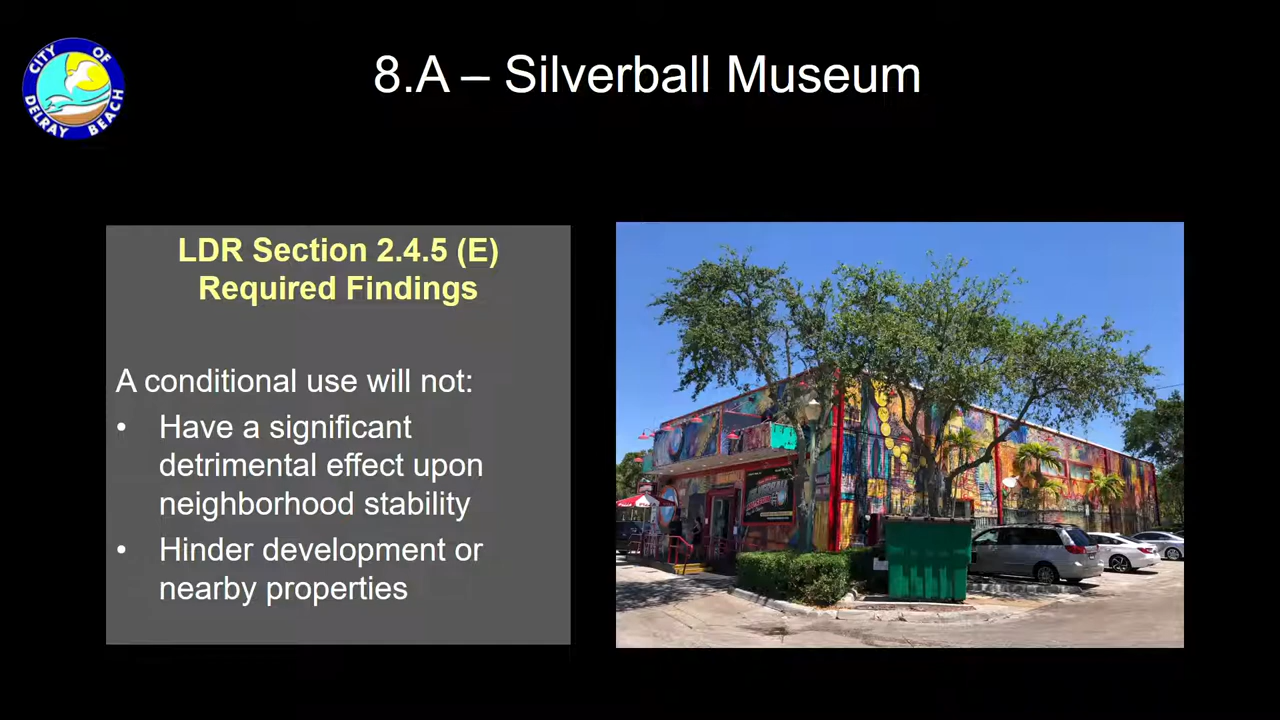 CITY OF
DELRAY BEACH
8.A – Silverball Museum
LDR Section 2.4.5 (E)
Required Findings
A conditional use will not:
• Have a significant
detrimental effect upon
neighborhood stability
• Hinder development or
nearby properties